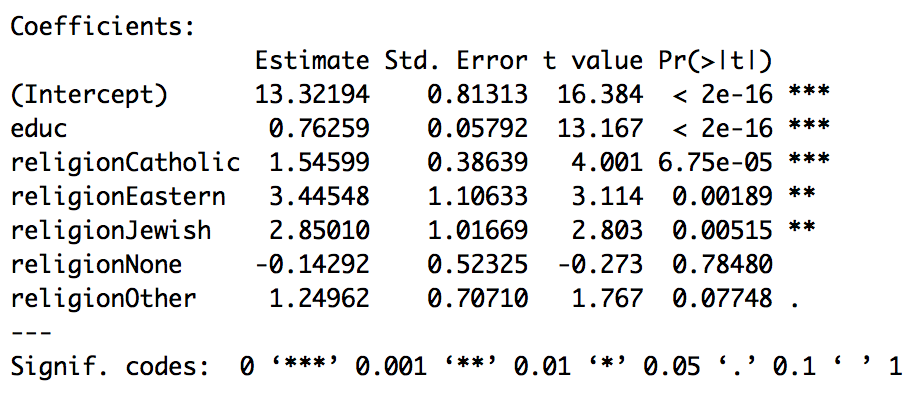 Coefficients:
                  Estimate Std. Error t value Pr(>|t|)
(Intercept)       13.32194    0.81313  16.384  < 2e-16 ***
educ               0.76259    0.05792  13.167  < 2e-16 ***
religionCatholic   1.54599    0.38639   4.001 6.75e-05 ***
religionEastern    3.44548    1.10633   3.114  0.00189 **
religionJewish     2.85010    1.01669   2.803  0.00515 **
religionNone      -0.14292    0.52325  -0.273  0.78480
religionOther      1.24962    0.70710   1.767  0.07748 .
---
Signif. codes:  0 ‘***’ 0.001 ‘**’ 0.01 ‘*’ 0.05 ‘.’ 0.1 ‘ ’ 1